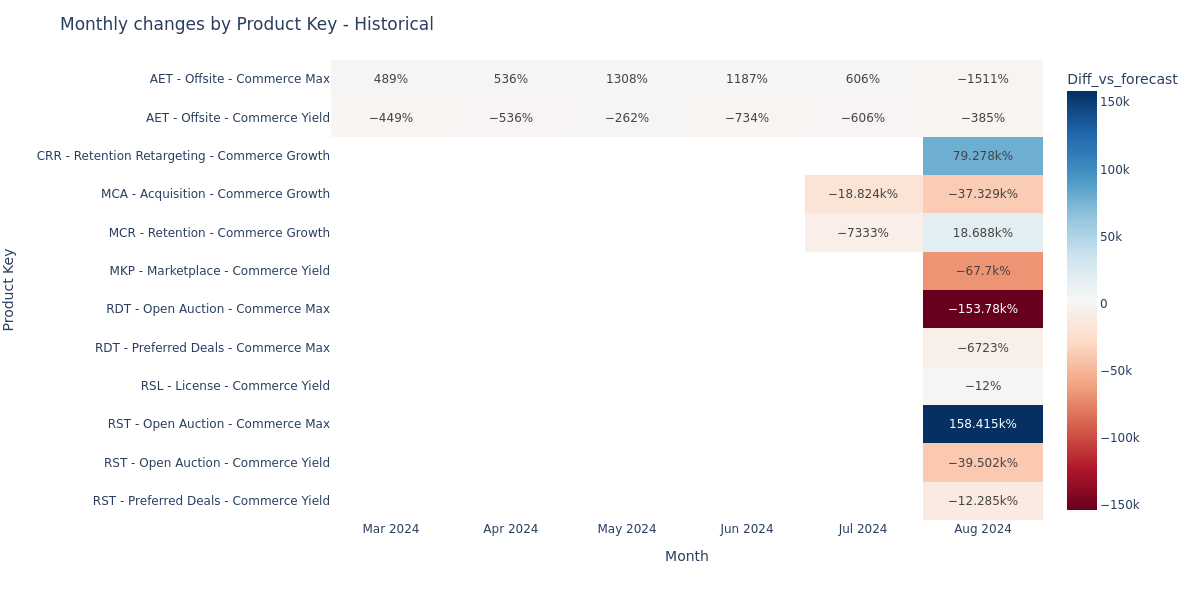 Monthly changes by Product Key - Historical
AET - Offsite - Commerce Max 489% 536% 1308% 1187% 606% −1511%
AET - Offsite - Commerce Yield −449% −536% −262% −734% −606% −385%
CRR - Retention Retargeting - Commerce Growth 79.278k%
MCA - Acquisition - Commerce Growth −18.824k% −37.329k%
MCR - Retention - Commerce Growth −7333% 18.688k%
MKP - Marketplace - Commerce Yield −67.7k%
RDT - Open Auction - Commerce Max −153.78k%
RDT - Preferred Deals - Commerce Max −6723%
RSL - License - Commerce Yield −12%
RST - Open Auction - Commerce Max 158.415k%
RST - Open Auction - Commerce Yield −39.502k%
RST - Preferred Deals - Commerce Yield −12.285k%
Mar 2024 Apr 2024 May 2024 Jun 2024 Jul 2024 Aug 2024
Month
Product Key
Diff_vs_forecast
150k
100k
50k
0
−50k
−100k
−150k